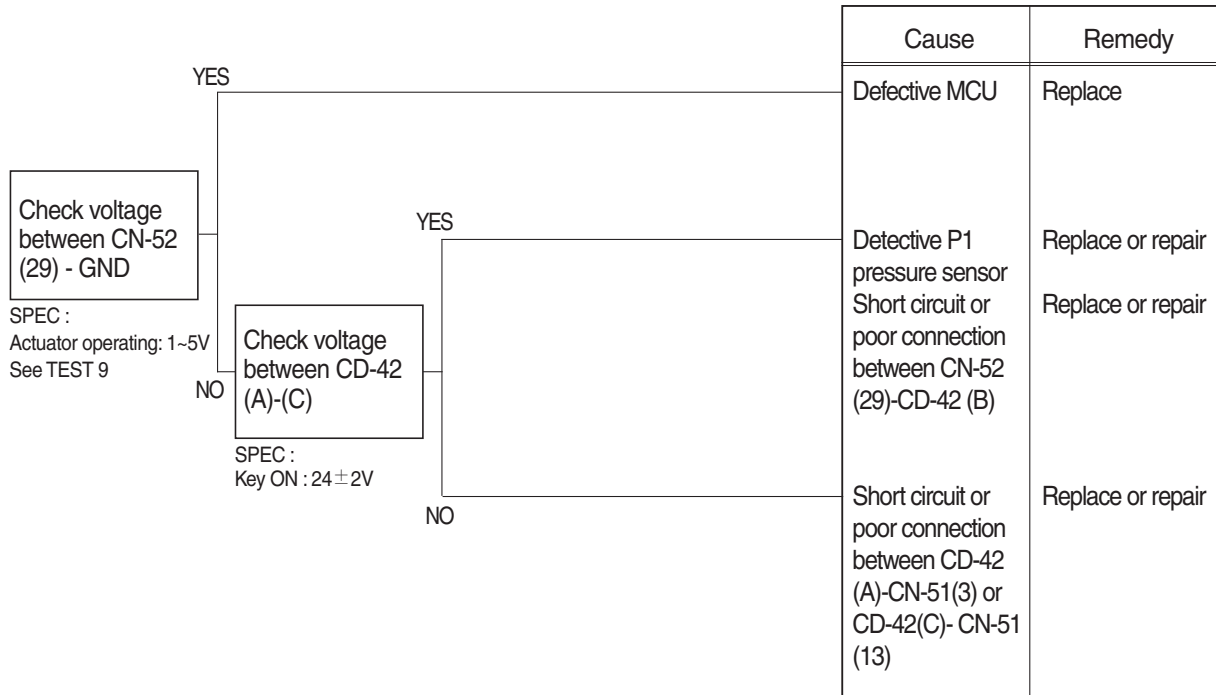 Cause
Remedy
YES
Defective MCU
Replace
Check voltage
between CN-52
(29) - GND
SPEC :
Actuator operating: 1~5V
See TEST 9
NO
YES
Detective P1
pressure sensor
Replace or repair
Short circuit or
poor connection
between CN-52
(29)-CD-42 (B)
Replace or repair
Check voltage
between CD-42
(A)-(C)
SPEC :
Key ON : 24±2V
NO
Short circuit or
poor connection
between CD-42
(A)-CN-51(3) or
CD-42(C)- CN-51
(13)
Replace or repair